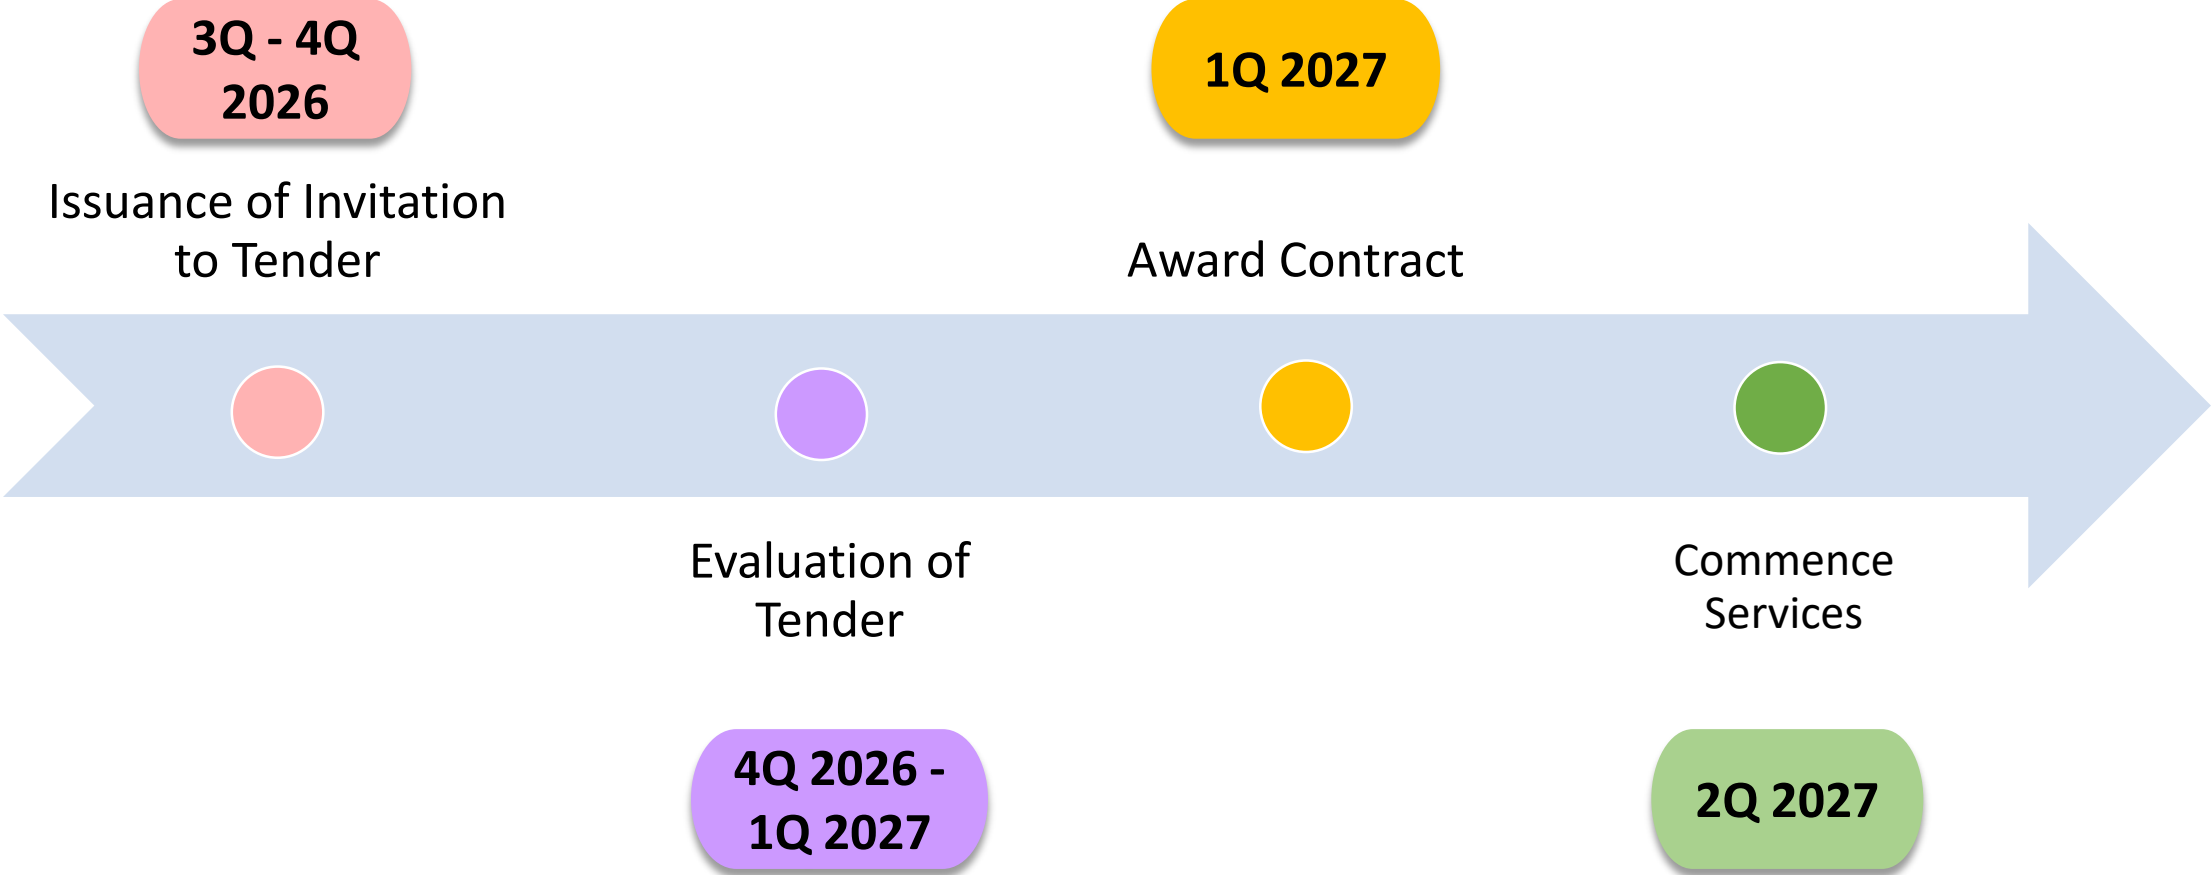 3Q - 4Q
2026
Issuance of Invitation
to Tender
Evaluation of
Tender
4Q 2026 -
1Q 2027
1Q 2027
Award Contract
Commence
Services
2Q 2027